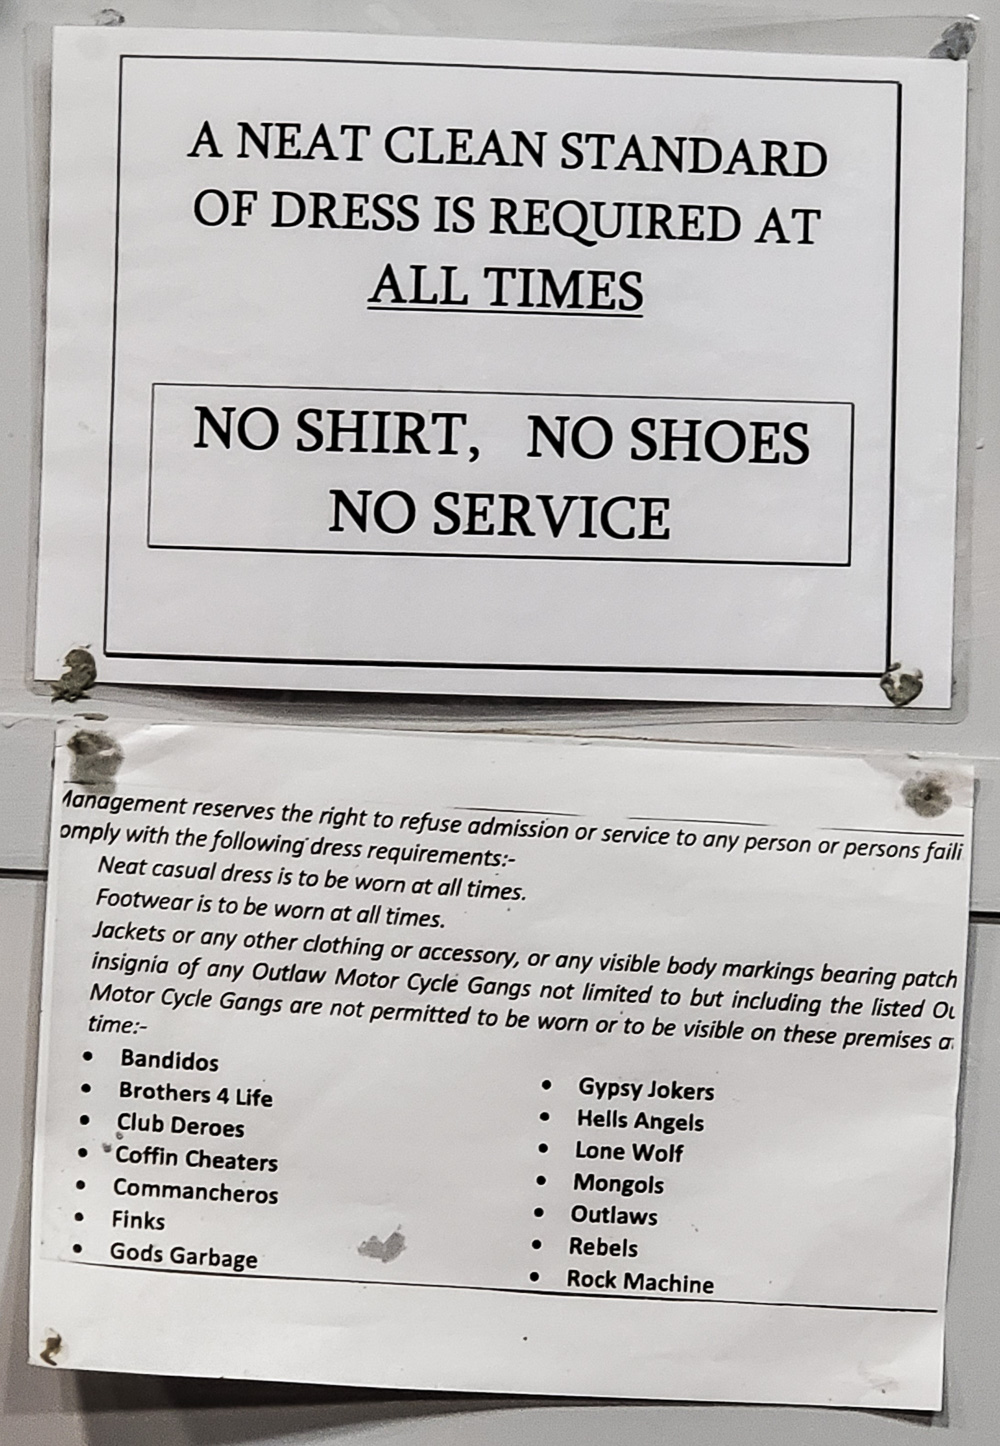 A NEAT CLEAN STANDARD
OF DRESS IS REQUIRED AT
ALL TIMES
NO SHIRT, NO SHOES
NO SERVICE
Management reserves the right to refuse admission or service to any person or persons faili
omply with the following dress requirements:-
Neat casual dress is to be worn at all times.
Footwear is to be worn at all times.
Jackets or any other clothing or accessory, or any visible body markings bearing patch
insignia of any Outlaw Motor Cycle Gangs not limited to but including the listed Ou
Motor Cycle Gangs are not permitted to be worn or to be visible on these premises a
time:-
• Bandidos
• Brothers 4 Life
• Club Deroes
• Coffin Cheaters
• Commancheros
• Finks
• Gods Garbage
• Gypsy Jokers
• Hells Angels
• Lone Wolf
• Mongols
• Outlaws
• Rebels
• Rock Machine